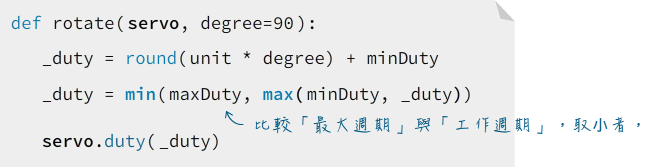 def rotate(servo, degree=90):
_duty = round(unit * degree) + minDuty
_duty = min(maxDuty, max(minDuty, _duty))
比較「最大週期」與「工作週期」，取小者，
servo.duty(_duty)